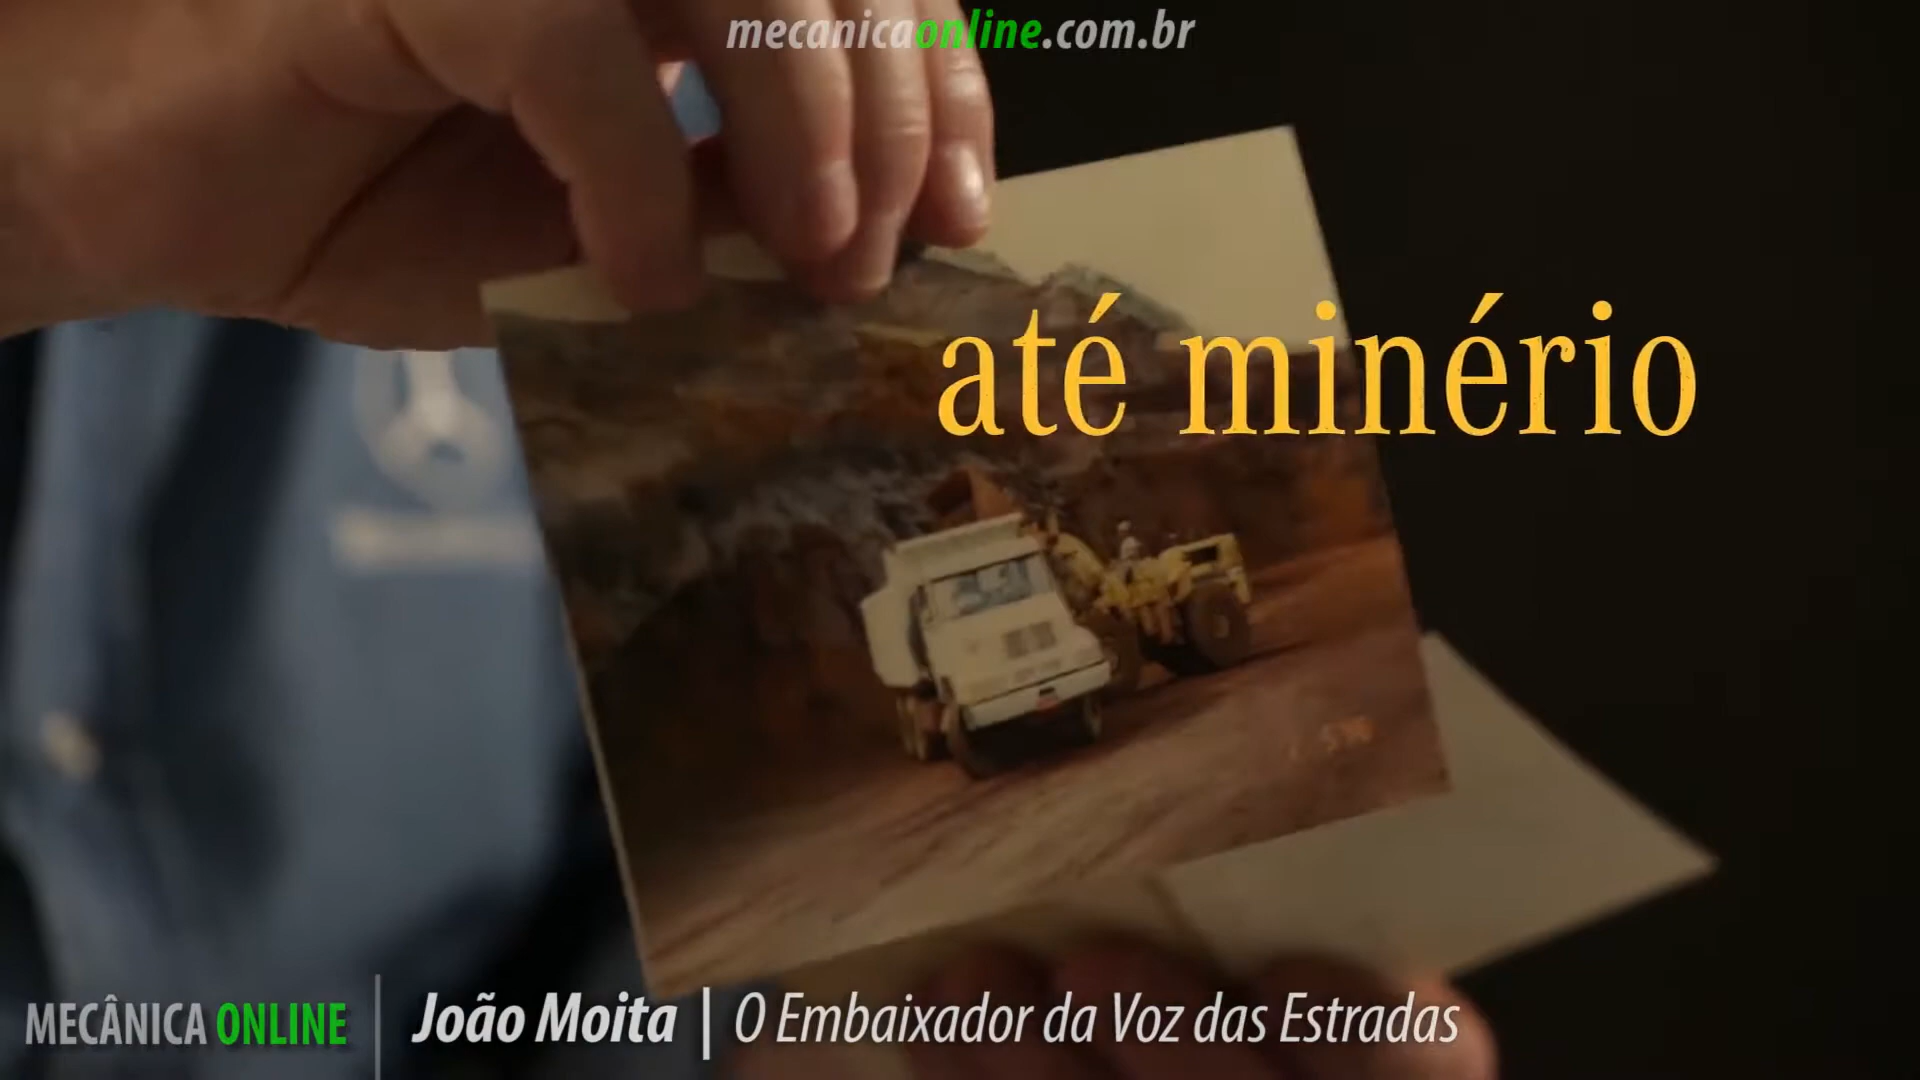 mecanicaonline.com.br
até minério
MECÂNICA ONLINE
João Moita | O Embaixador da Voz das Estradas